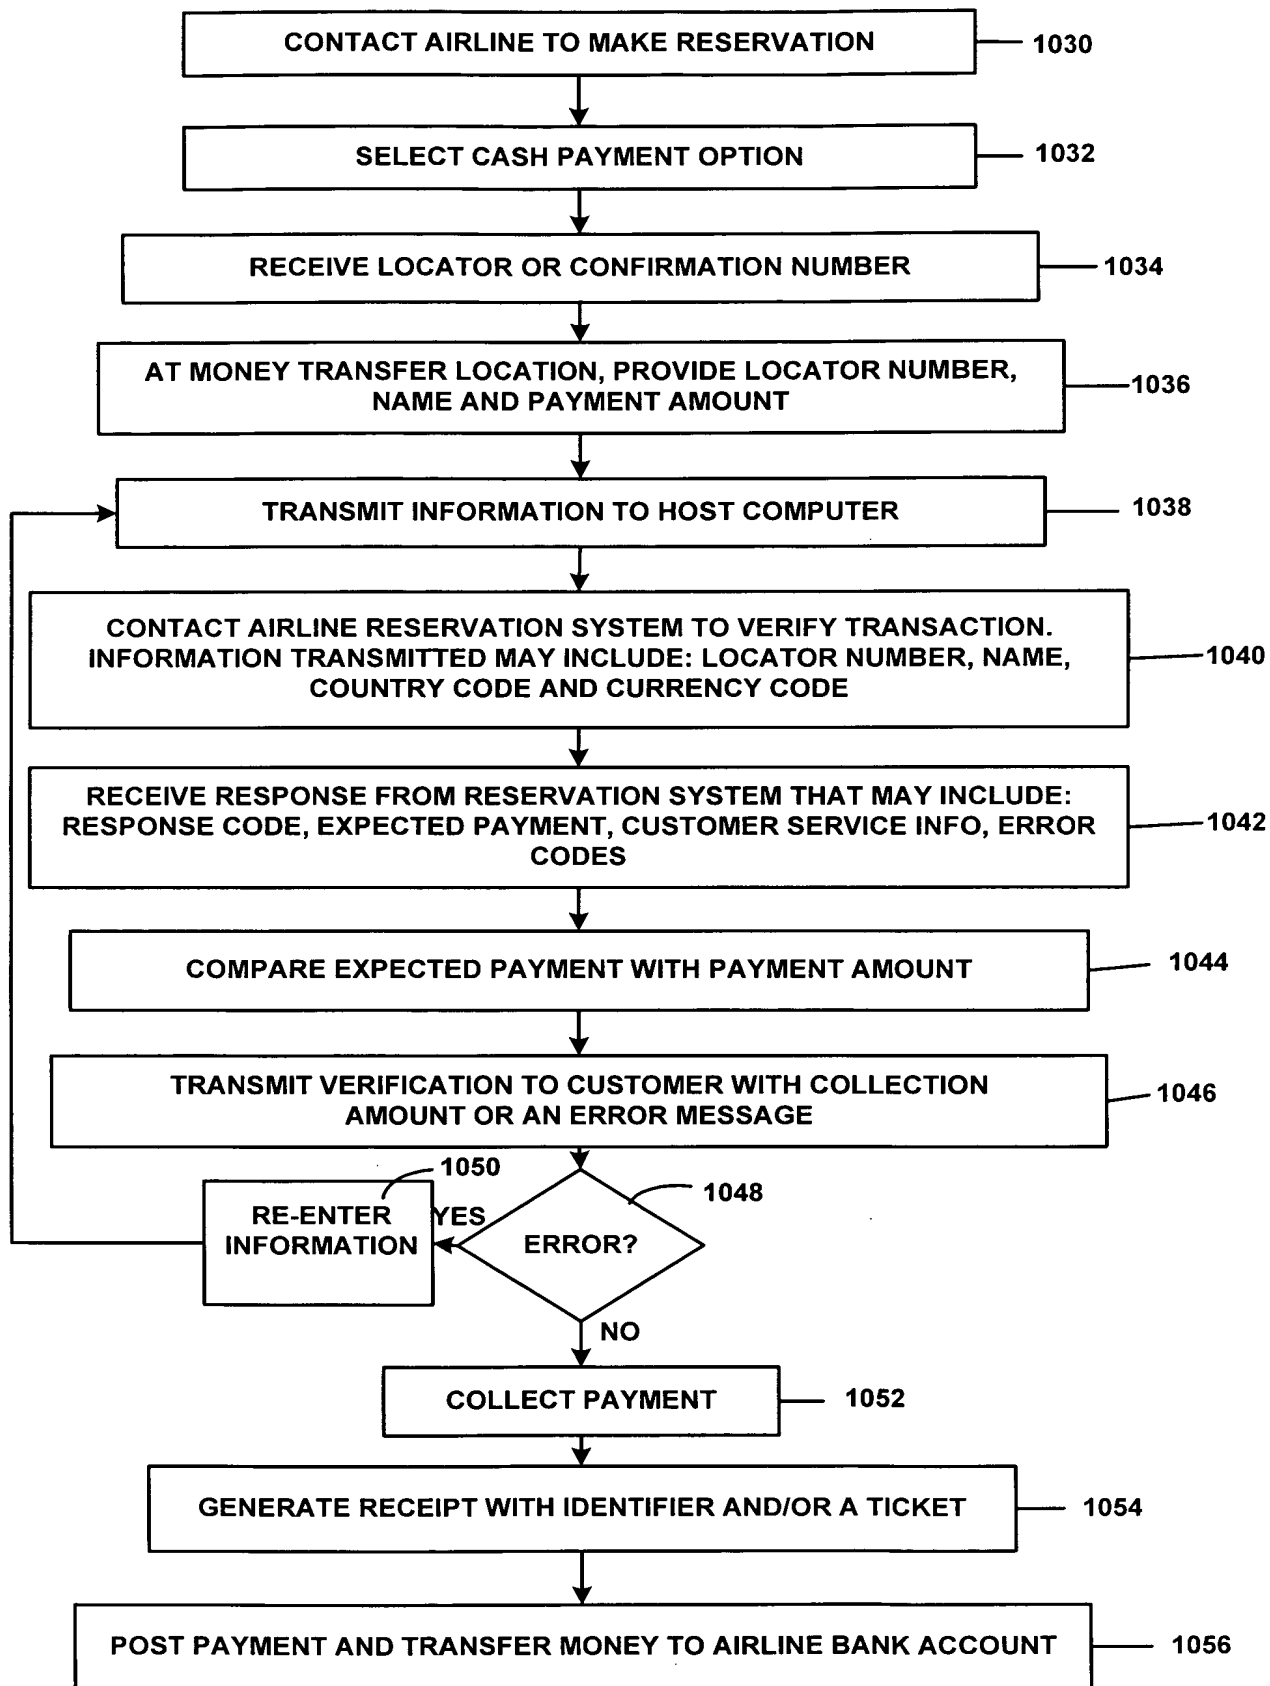 CONTACT AIRLINE TO MAKE RESERVATION
1030
SELECT CASH PAYMENT OPTION
1032
RECEIVE LOCATOR OR CONFIRMATION NUMBER
1034
AT MONEY TRANSFER LOCATION, PROVIDE LOCATOR NUMBER,
NAME AND PAYMENT AMOUNT
1036
TRANSMIT INFORMATION TO HOST COMPUTER
1038
CONTACT AIRLINE RESERVATION SYSTEM TO VERIFY TRANSACTION.
INFORMATION TRANSMITTED MAY INCLUDE: LOCATOR NUMBER, NAME,
COUNTRY CODE AND CURRENCY CODE
1040
RECEIVE RESPONSE FROM RESERVATION SYSTEM THAT MAY INCLUDE:
RESPONSE CODE, EXPECTED PAYMENT, CUSTOMER SERVICE INFO, ERROR
CODES
1042
COMPARE EXPECTED PAYMENT WITH PAYMENT AMOUNT
1044
TRANSMIT VERIFICATION TO CUSTOMER WITH COLLECTION
AMOUNT OR AN ERROR MESSAGE
1046
1050
RE-ENTER
INFORMATION
YES
ERROR?
1048
NO
COLLECT PAYMENT
1052
GENERATE RECEIPT WITH IDENTIFIER AND/OR A TICKET
1054
POST PAYMENT AND TRANSFER MONEY TO AIRLINE BANK ACCOUNT
1056